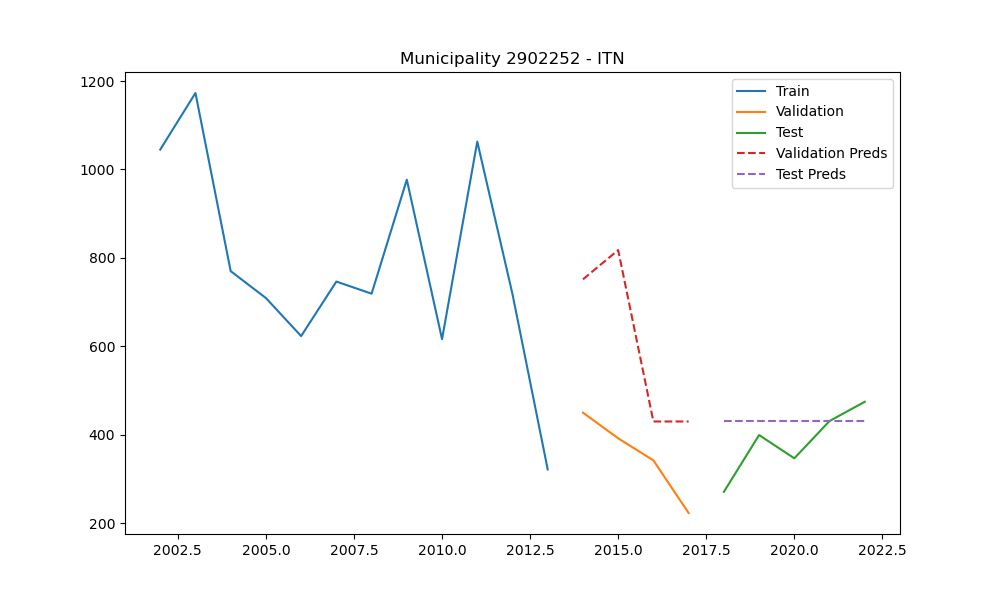 Municipality 2902252 - ITN
1200
1000
800
600
400
200
2002.5 2005.0 2007.5 2010.0 2012.5 2015.0 2017.5 2020.0 2022.5
Train
Validation
Test
Validation Preds
Test Preds